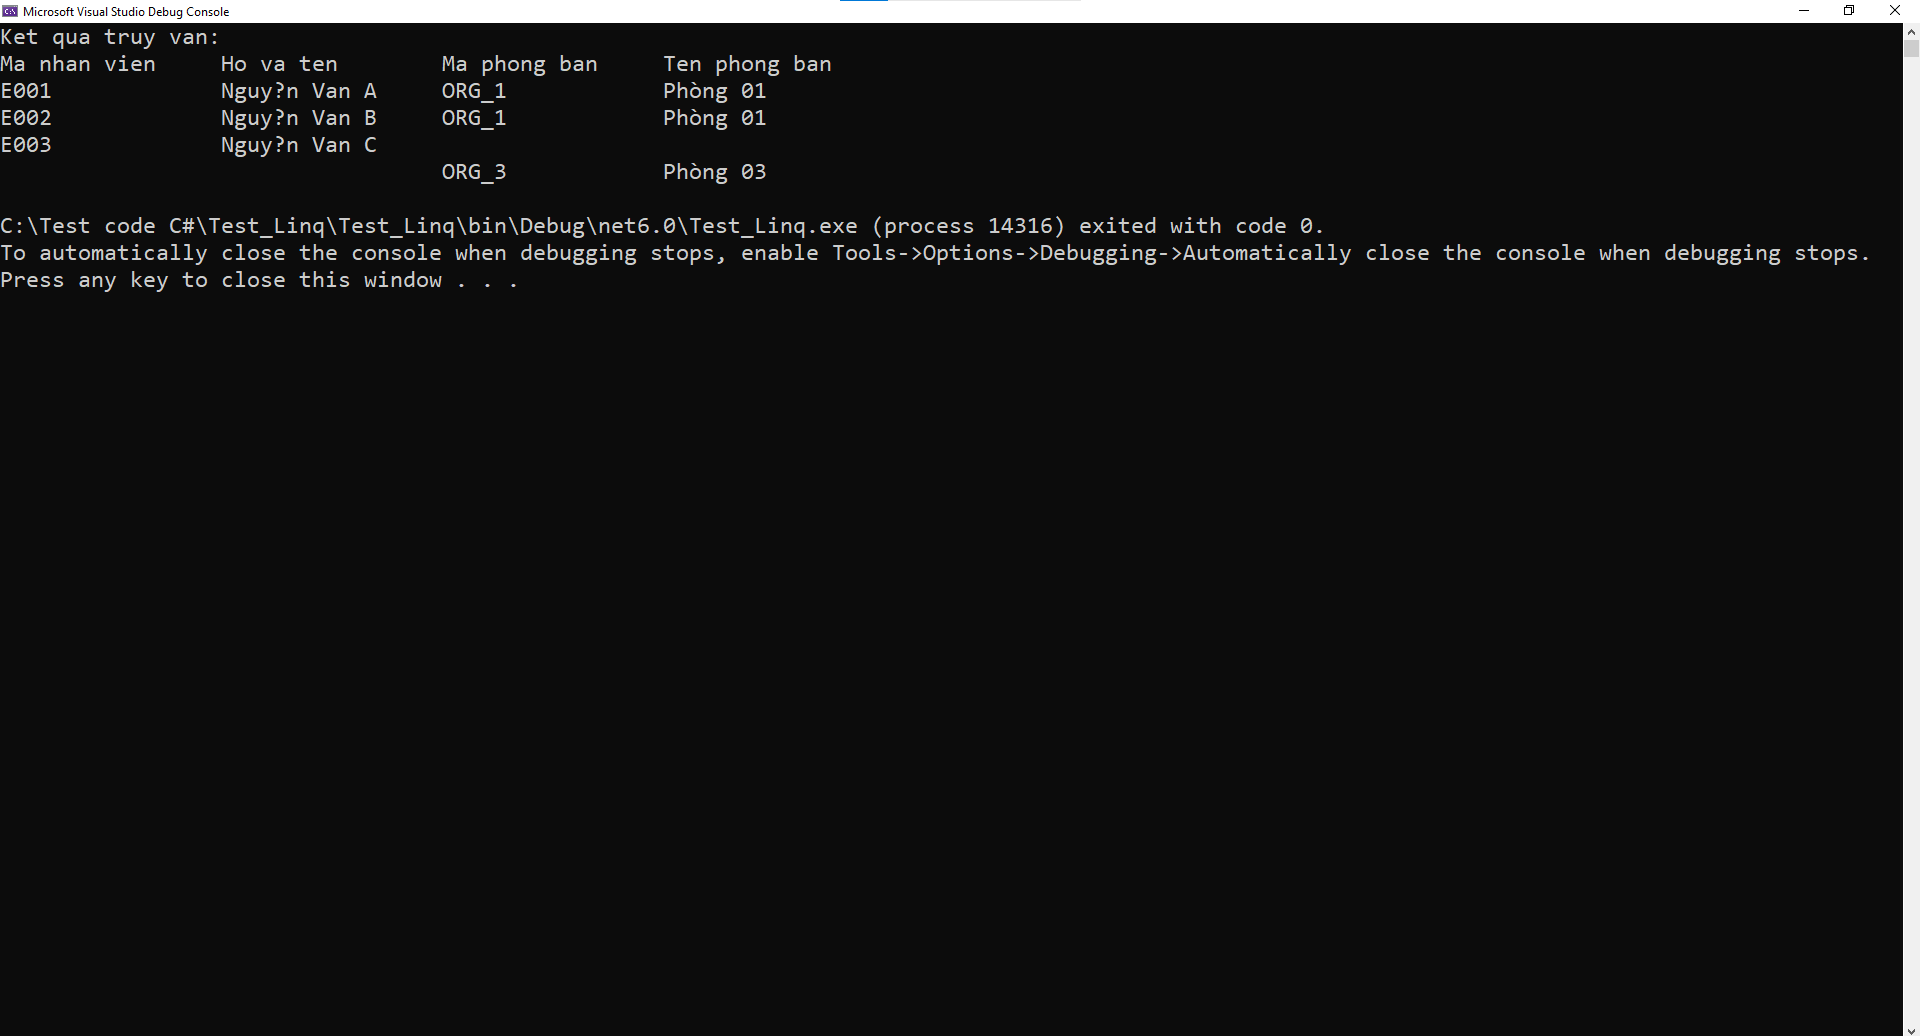 Microsoft Visual Studio Debug Console
Ket qua truy van:
Ma nhan vien Ho va ten Ma phong ban Ten phong ban
E001 Nguy?n Van A ORG_1 Phòng 01
E002 Nguy?n Van B ORG_1 Phòng 01
E003 Nguy?n Van C
ORG_3 Phòng 03
C:\Test code C#\Test_Linq\Test_Linq\bin\Debug\net6.0\Test_Linq.exe (process 14316) exited with code 0.
To automatically close the console when debugging stops, enable Tools->Options->Debugging->Automatically close the console when debugging stops.
Press any key to close this window . . .